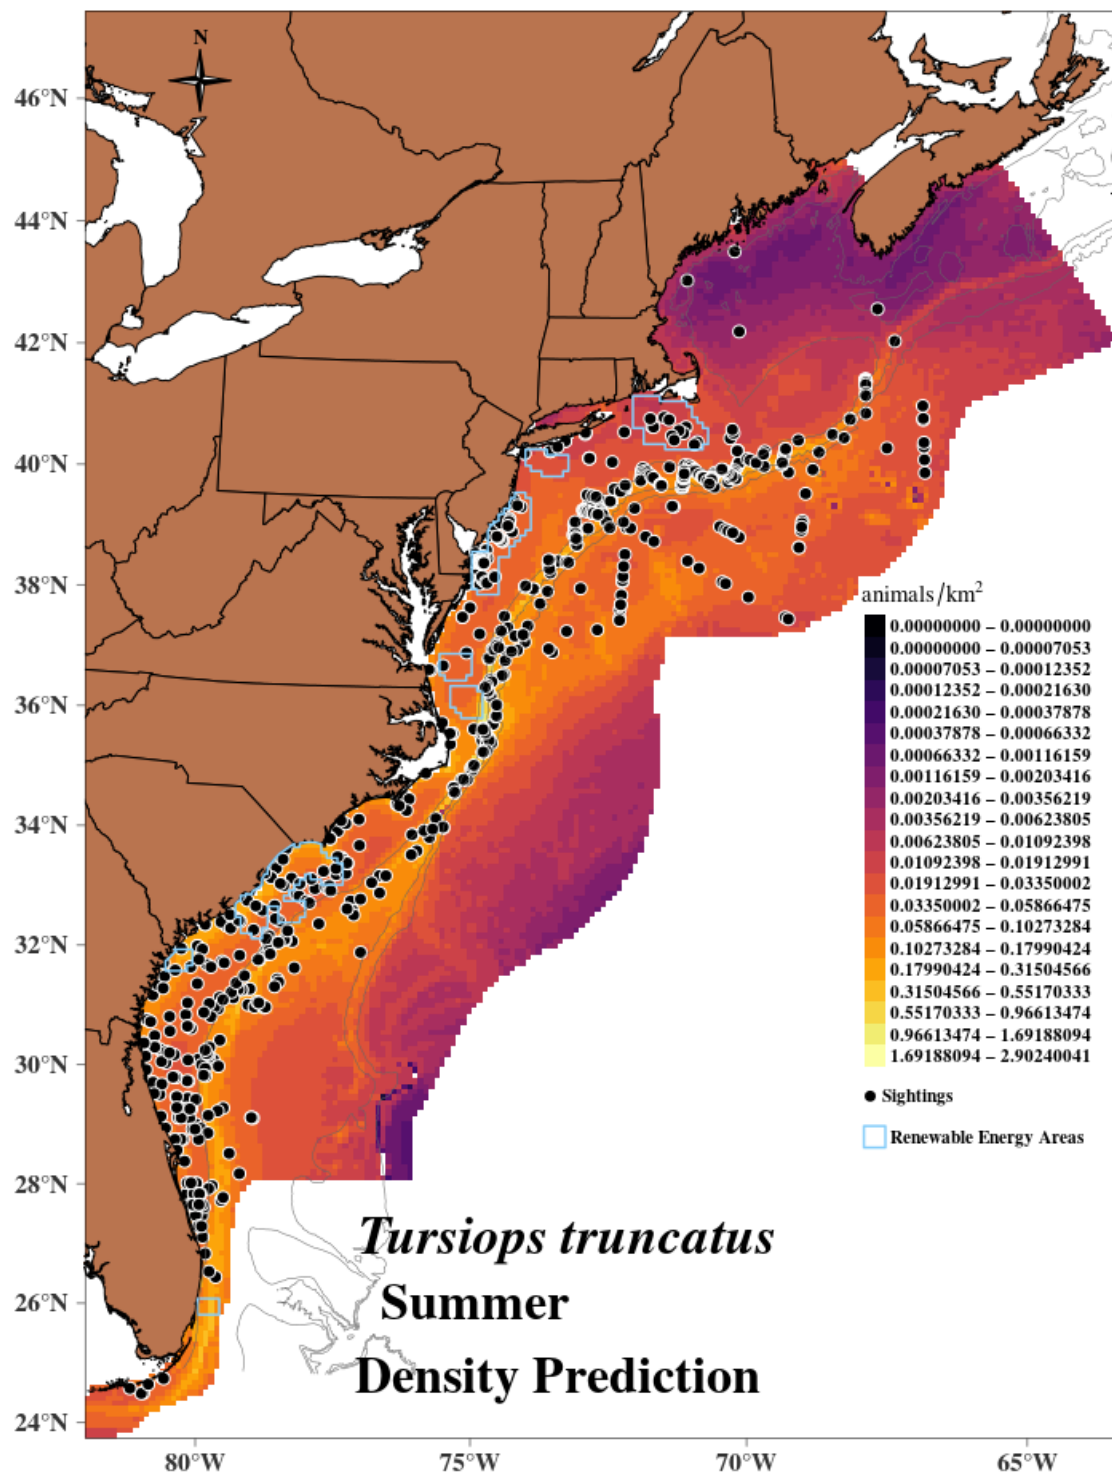 N
46°N
44°N
42°N
40°N
38°N
36°N
34°N
32°N
30°N
28°N
26°N
24°N
80°W
75°W
70°W
65°W
animals/km²
0.00000000 – 0.00000000
0.00000000 – 0.00007053
0.00007053 – 0.00012352
0.00012352 – 0.00021630
0.00021630 – 0.00037878
0.00037878 – 0.00066332
0.00066332 – 0.00116159
0.00116159 – 0.00203416
0.00203416 – 0.00356219
0.00356219 – 0.00623805
0.00623805 – 0.01092398
0.01092398 – 0.01912991
0.01912991 – 0.03350002
0.03350002 – 0.05866475
0.05866475 – 0.10273284
0.10273284 – 0.17990424
0.17990424 – 0.31504566
0.31504566 – 0.55170333
0.55170333 – 0.96613474
0.96613474 – 1.69188094
1.69188094 – 2.90240041
Sightings
Renewable Energy Areas
Tursiops truncatus
Summer
Density Prediction